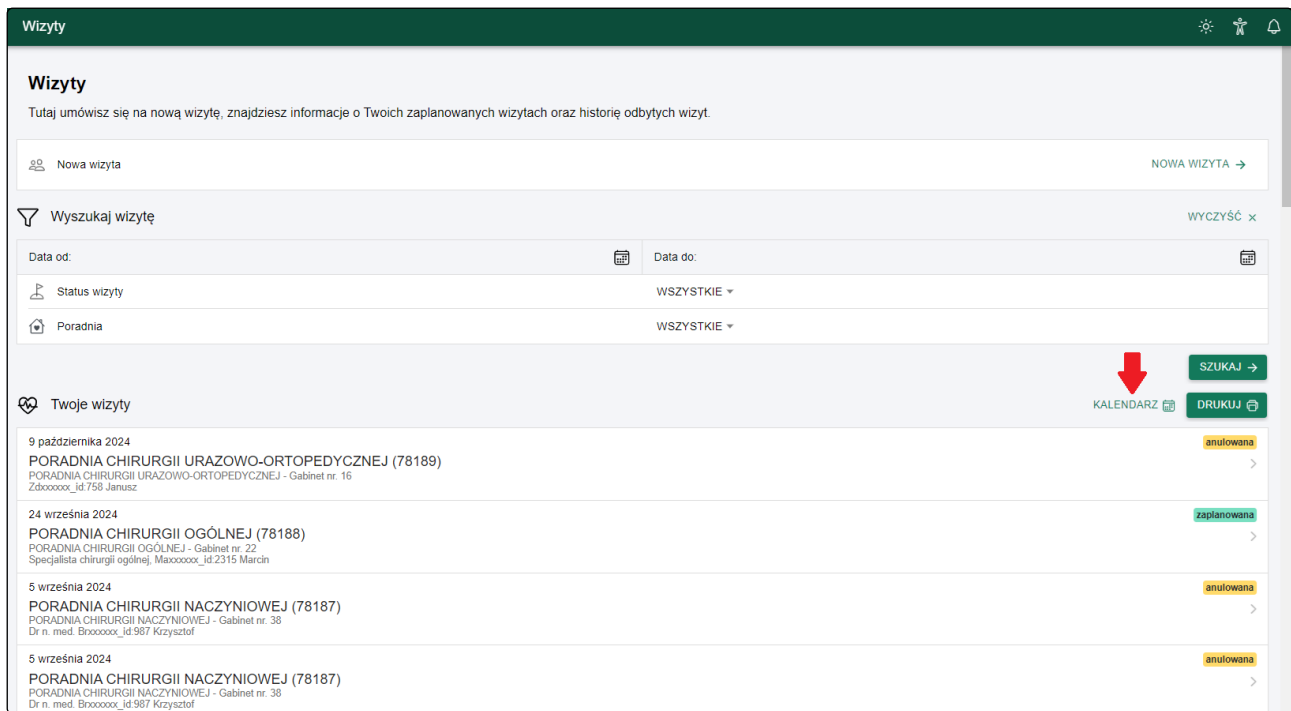 Wizyty
Wizyty
Tutaj umówisz się na nową wizytę, znajdziesz informacje o Twoich zaplanowanych wizytach oraz historię odbytych wizyt.
Nowa wizyta NOWA WIZYTA →
Wyszukaj wizytę WYCZYŚĆ ×
Data od: Data do:
Status wizyty WSZYSTKIE
Poradnia WSZYSTKIE
SZUKAJ →
Twoje wizyty KALENDARZ DRUKUJ
9 października 2024 anulowana
PORADNIA CHIRURGII URAZOWO-ORTOPEDYCZNEJ (78189)
PORADNIA CHIRURGII URAZOWO-ORTOPEDYCZNEJ - Gabinet nr. 16
Zdxxxxxx_id:758 Janusz
24 września 2024 zaplanowana
PORADNIA CHIRURGII OGÓLNEJ (78188)
PORADNIA CHIRURGII OGÓLNEJ - Gabinet nr. 22
Specjalista chirurgii ogólnej, Maxxxxxx_id:2315 Marcin
5 września 2024 anulowana
PORADNIA CHIRURGII NACZYNIOWEJ (78187)
PORADNIA CHIRURGII NACZYNIOWEJ - Gabinet nr. 38
Dr n. med. Brxxxxxx_id:987 Krzysztof
5 września 2024 anulowana
PORADNIA CHIRURGII NACZYNIOWEJ (78187)
PORADNIA CHIRURGII NACZYNIOWEJ - Gabinet nr. 38
Dr n. med. Brxxxxxx_id:987 Krzysztof